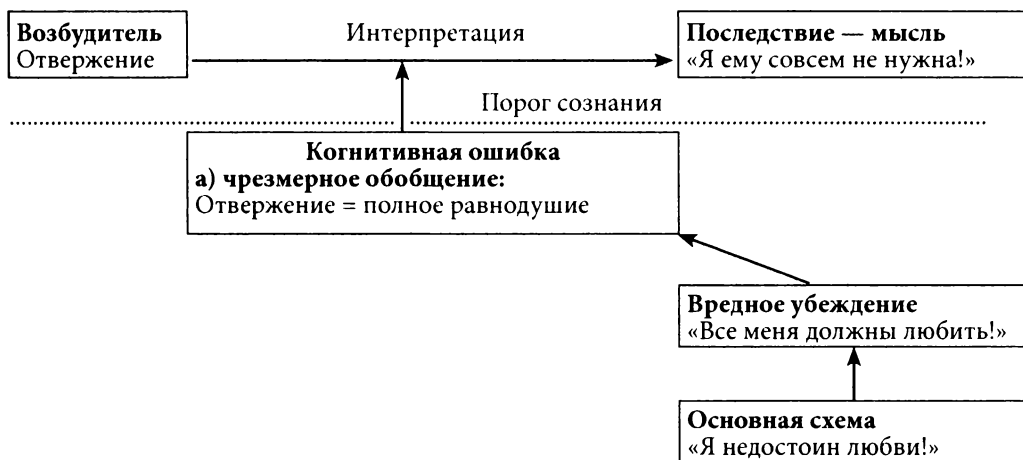 Возбудитель
Отвержение
Интерпретация
Последствие — мысль
«Я ему совсем не нужна!»
Порог сознания
Когнитивная ошибка
а) чрезмерное обобщение:
Отвержение = полное равнодушие
Вредное убеждение
«Все меня должны любить!»
Основная схема
«Я недостоин любви!»